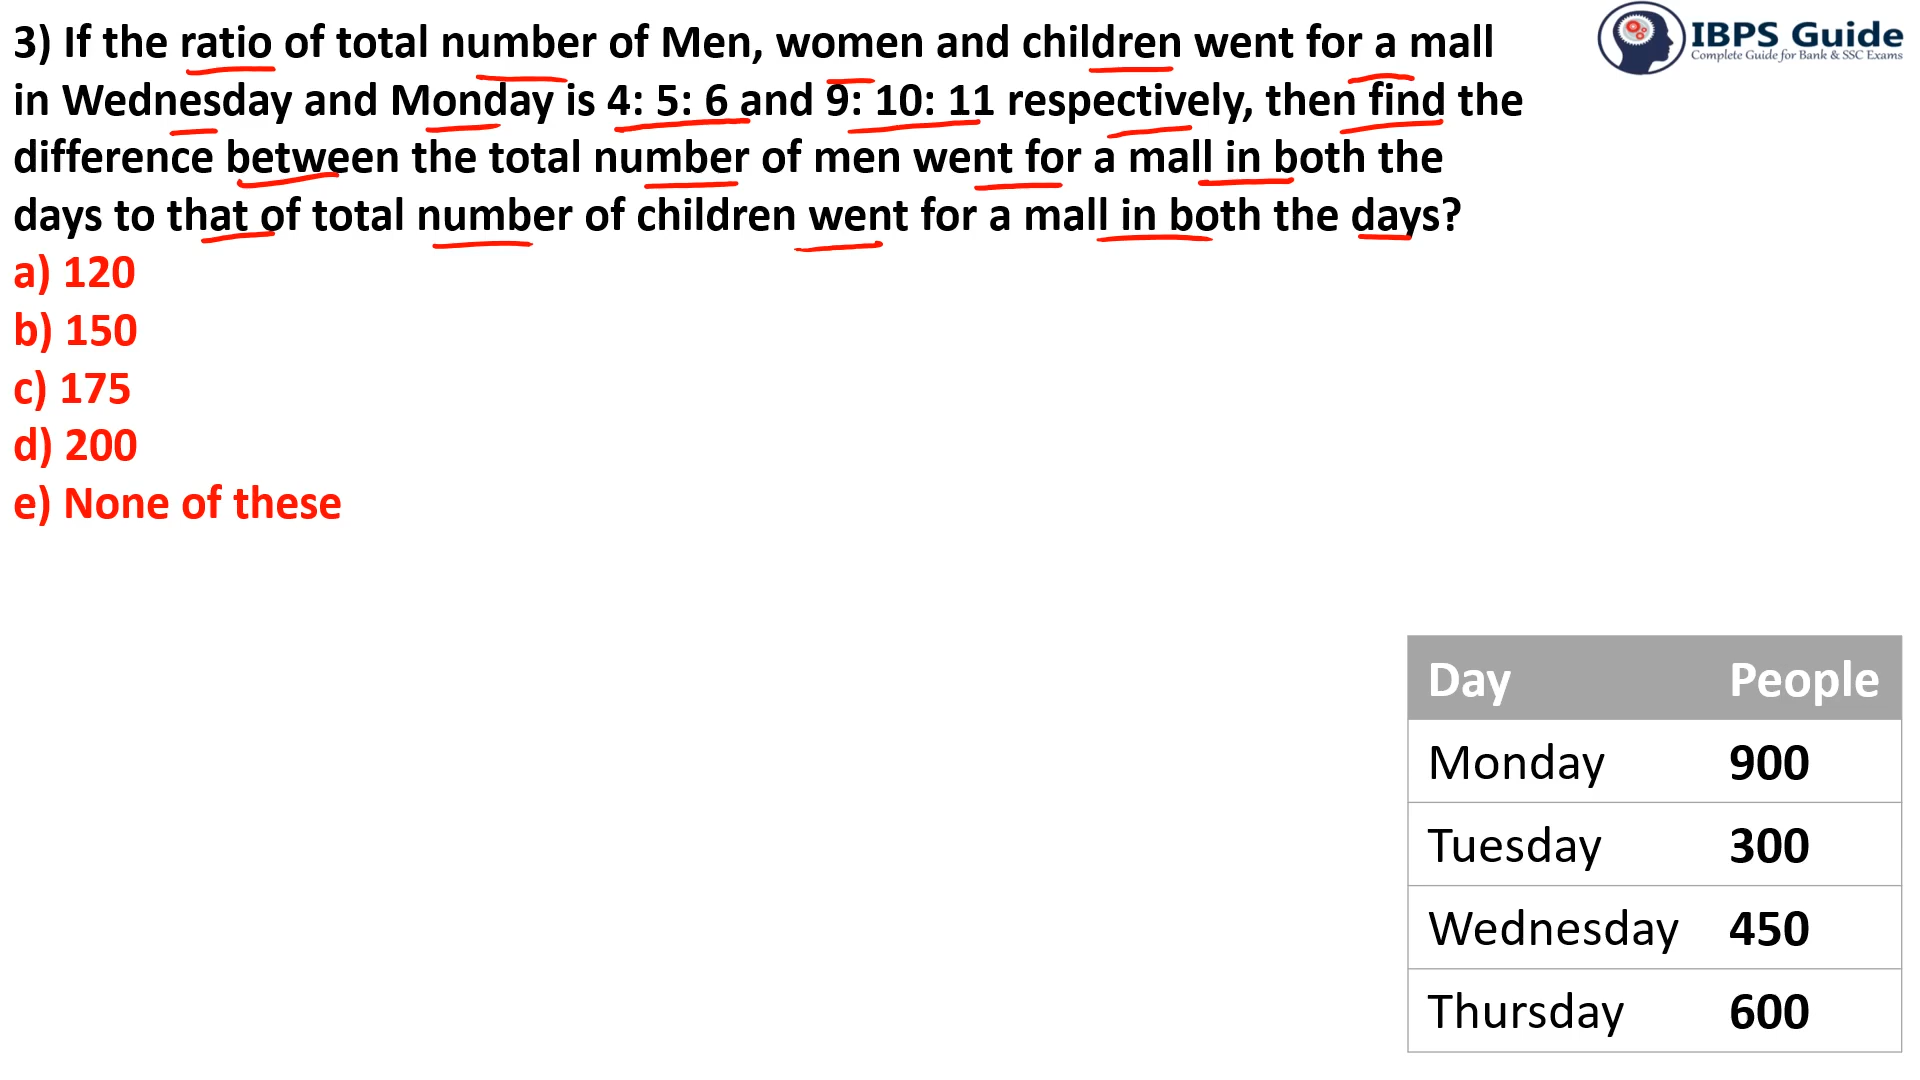 3) If the ratio of total number of Men, women and children went for a mall
in Wednesday and Monday is 4: 5: 6 and 9: 10: 11 respectively, then find the
difference between the total number of men went for a mall in both the
days to that of total number of children went for a mall in both the days?
a) 120
b) 150
c) 175
d) 200
e) None of these
IBPS Guide
Complete Guide for Bank & SSC Exams
Day People
Monday 900
Tuesday 300
Wednesday 450
Thursday 600